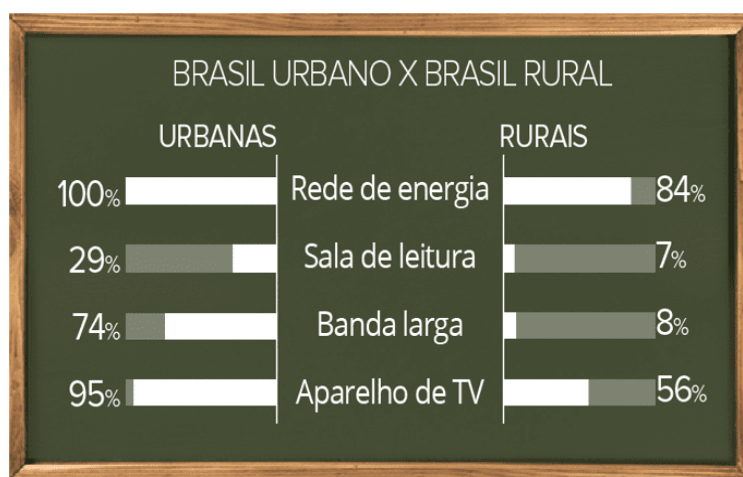 BRASIL URBANO X BRASIL RURAL
URBANAS RURAIS
100% Rede de energia 84%
29% Sala de leitura 7%
74% Banda larga 8%
95% Aparelho de TV 56%